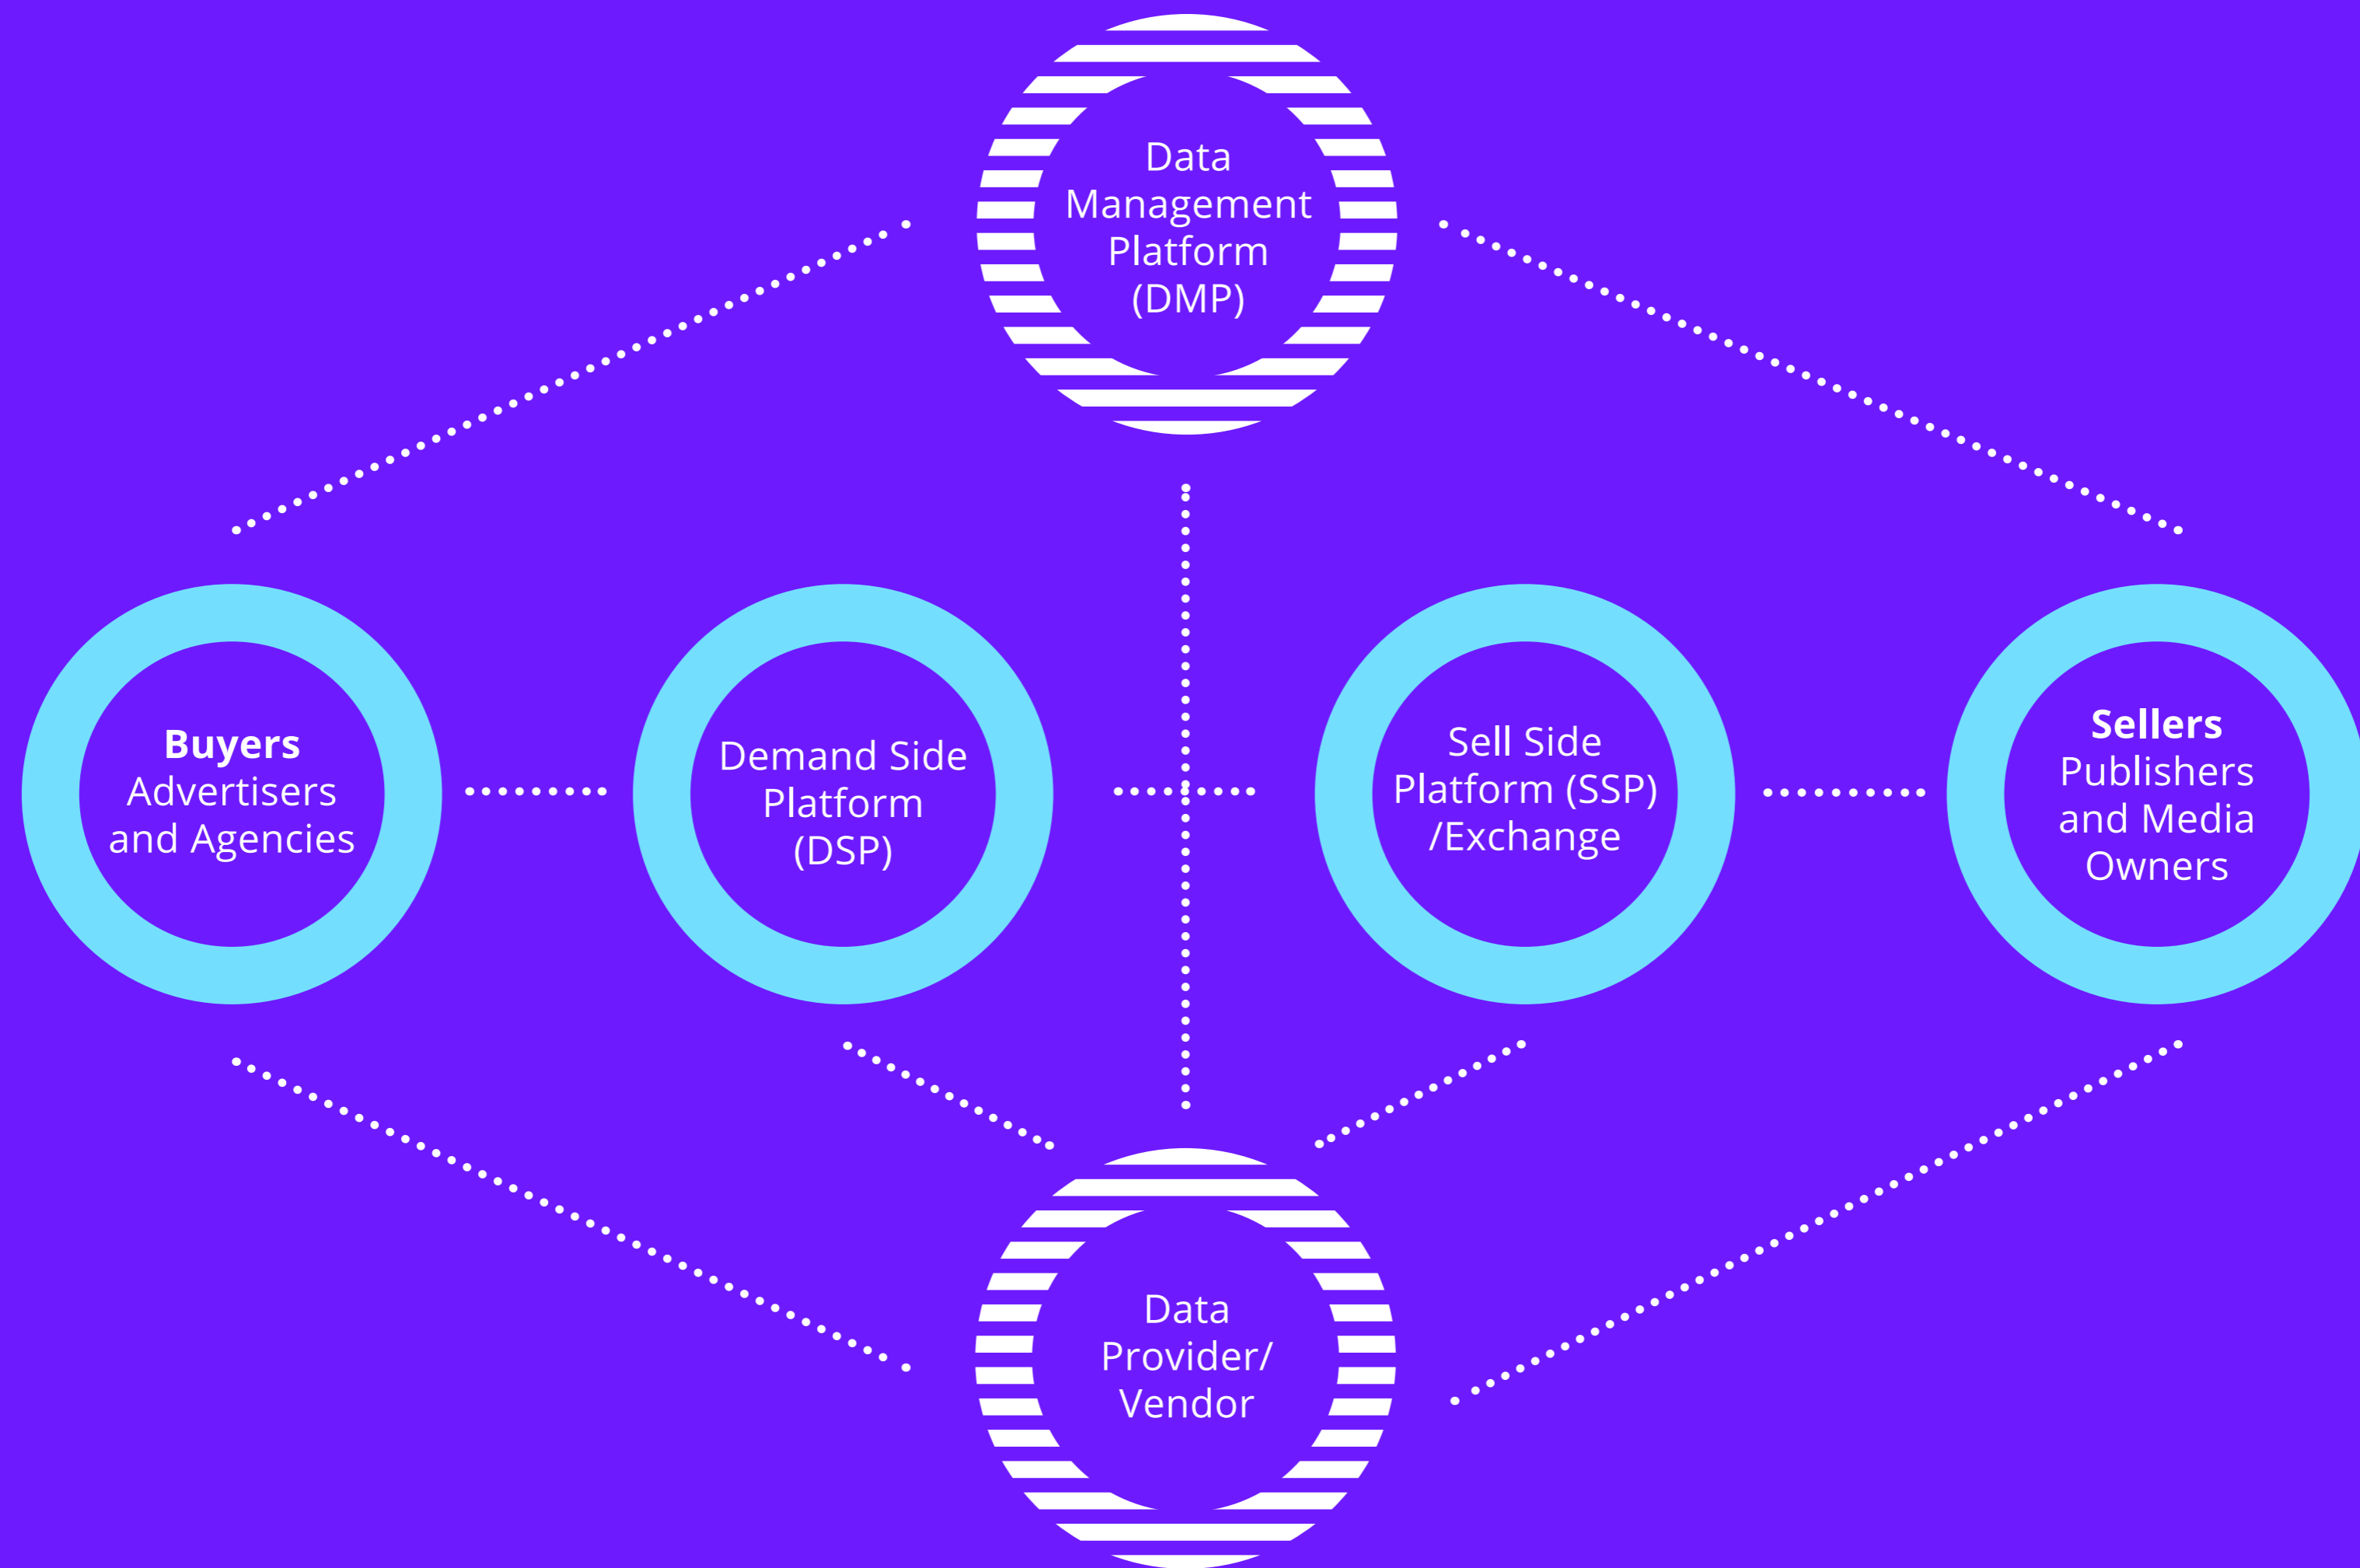 Data
Management
Platform
(DMP)
Buyers
Advertisers
and Agencies
Demand Side
Platform
(DSP)
Sell Side
Platform (SSP)
/Exchange
Sellers
Publishers
and Media
Owners
Data
Provider/
Vendor